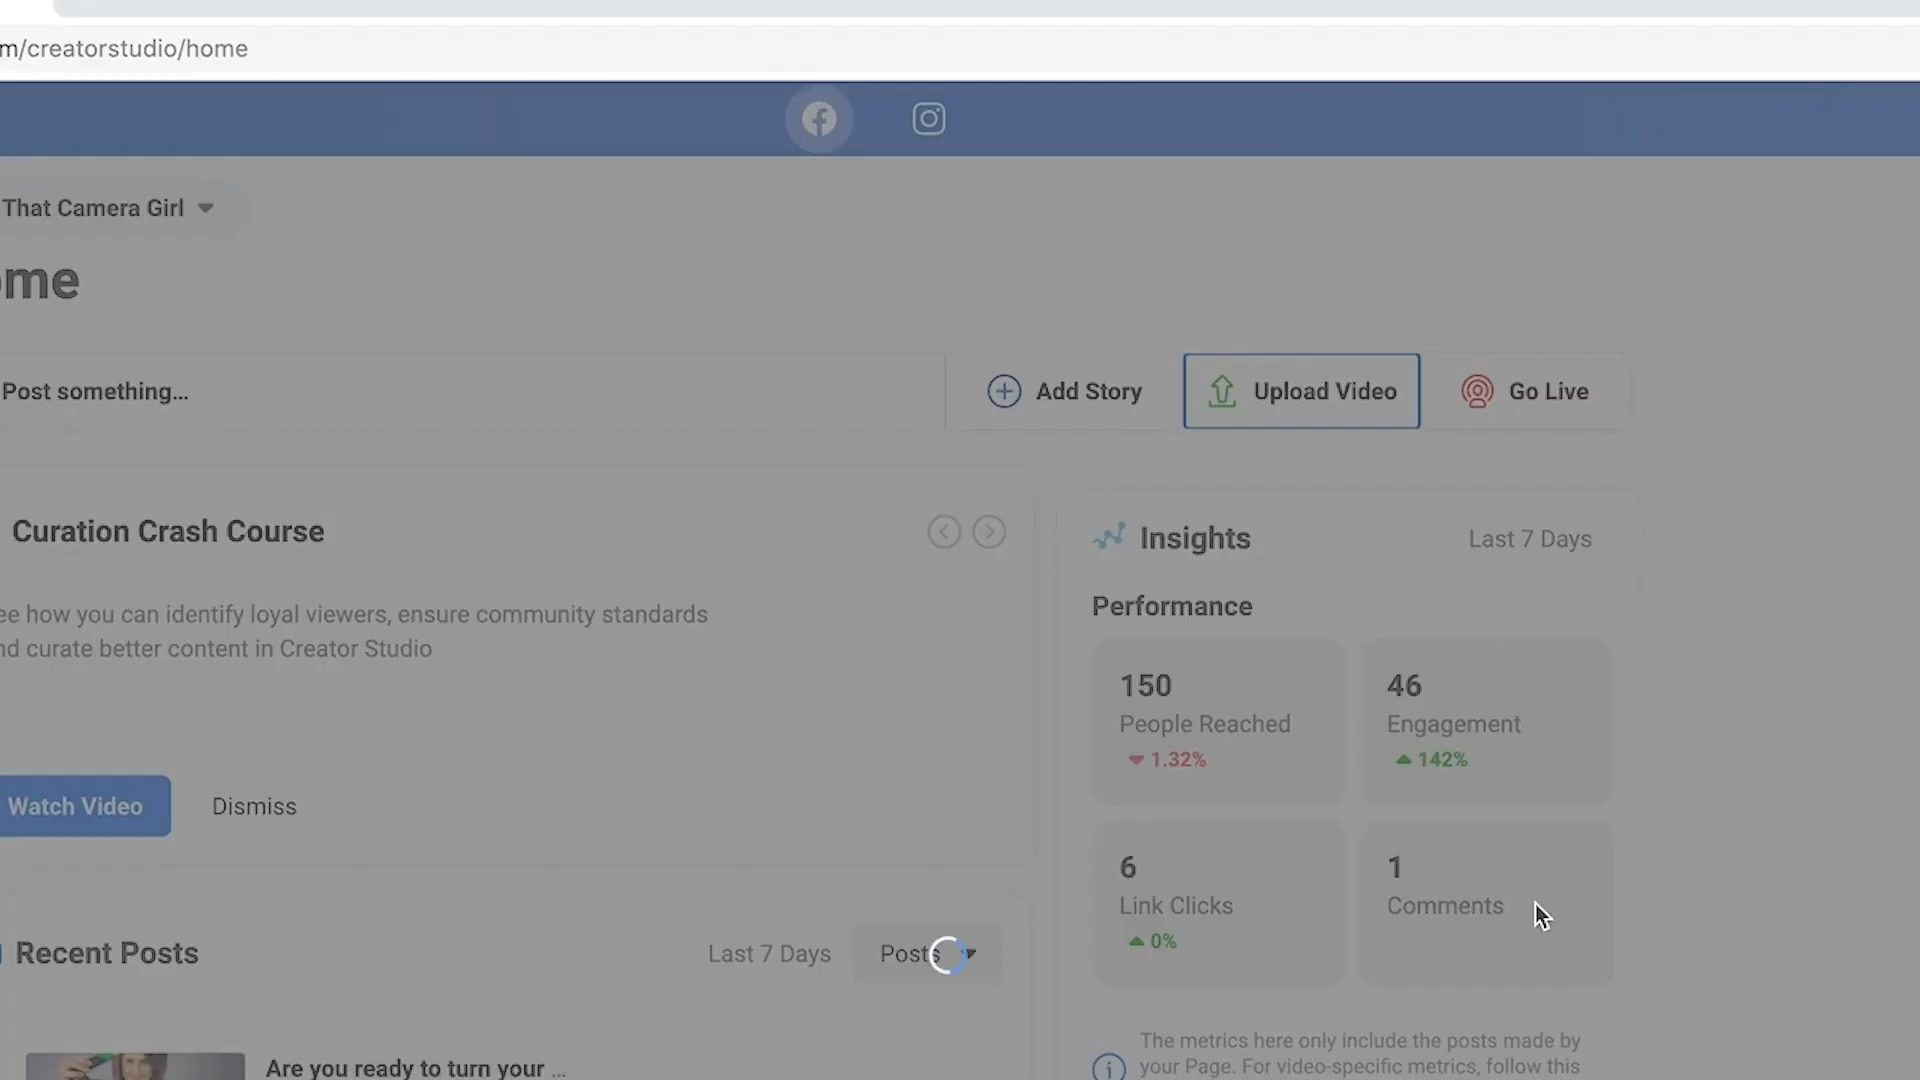 m/creatorstudio/home
That Camera Girl
ome
Post something...
Add Story
Upload Video
Go Live
Curation Crash Course
ee how you can identify loyal viewers, ensure community standards
nd curate better content in Creator Studio
Watch Video
Dismiss
Recent Posts
Last 7 Days
Posts
Are you ready to turn your ...
Insights
Last 7 Days
Performance
150
People Reached
1.32%
46
Engagement
142%
6
Link Clicks
0%
1
Comments
The metrics here only include the posts made by
your Page. For video-specific metrics, follow this